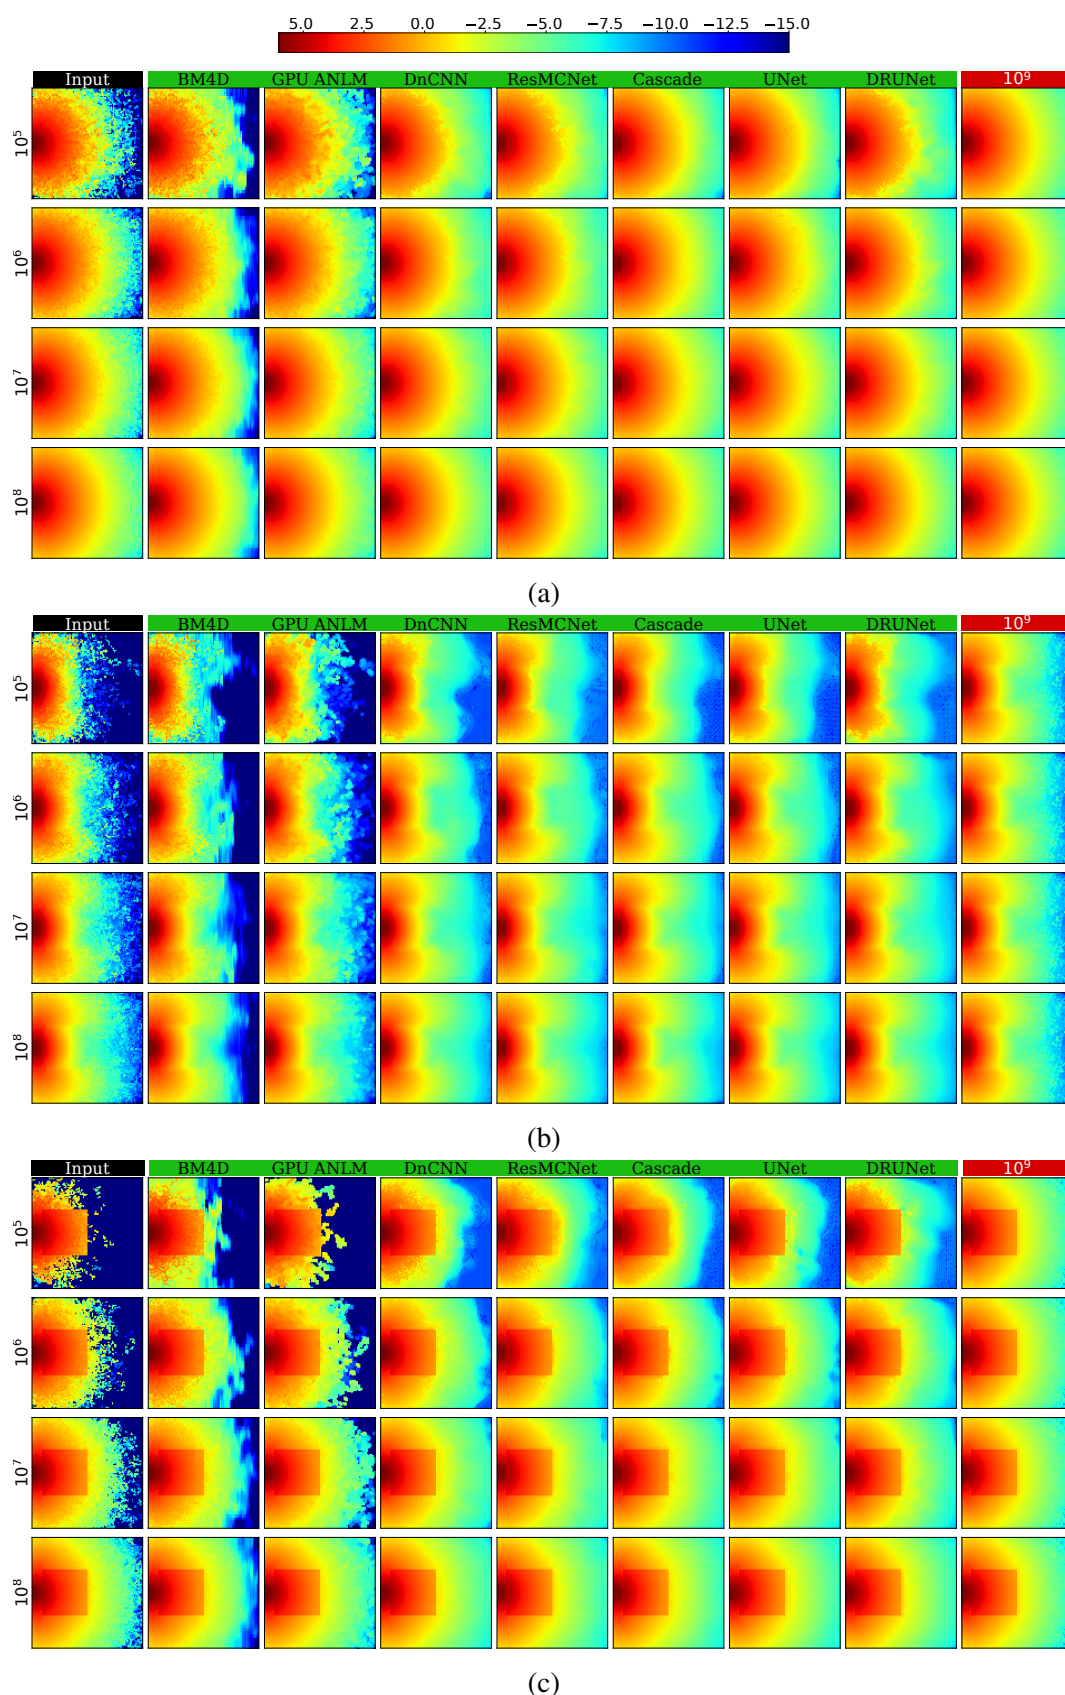 5.0 2.5 0.0 −2.5 −5.0 −7.5 −10.0 −12.5 −15.0
Input BM4D GPU ANLM DnCNN ResMCNet Cascade UNet DRUNet 10⁹
10⁵
10⁶
10⁷
10⁸
(a)
Input BM4D GPU ANLM DnCNN ResMCNet Cascade UNet DRUNet 10⁹
10⁵
10⁶
10⁷
10⁸
(b)
Input BM4D GPU ANLM DnCNN ResMCNet Cascade UNet DRUNet 10⁹
10⁵
10⁶
10⁷
10⁸
(c)